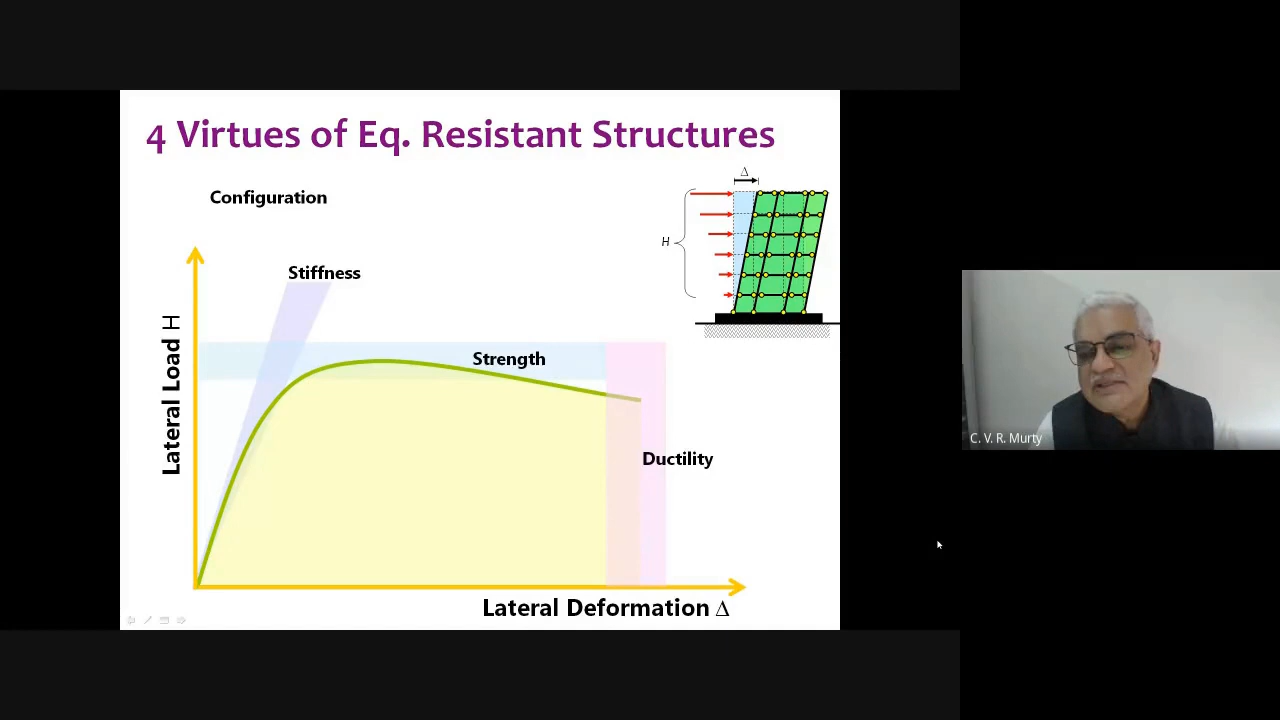 4 Virtues of Eq. Resistant Structures
Configuration
Δ
H
Stiffness
Lateral Load H
Strength
Ductility
Lateral Deformation Δ
C. V. R. Murty